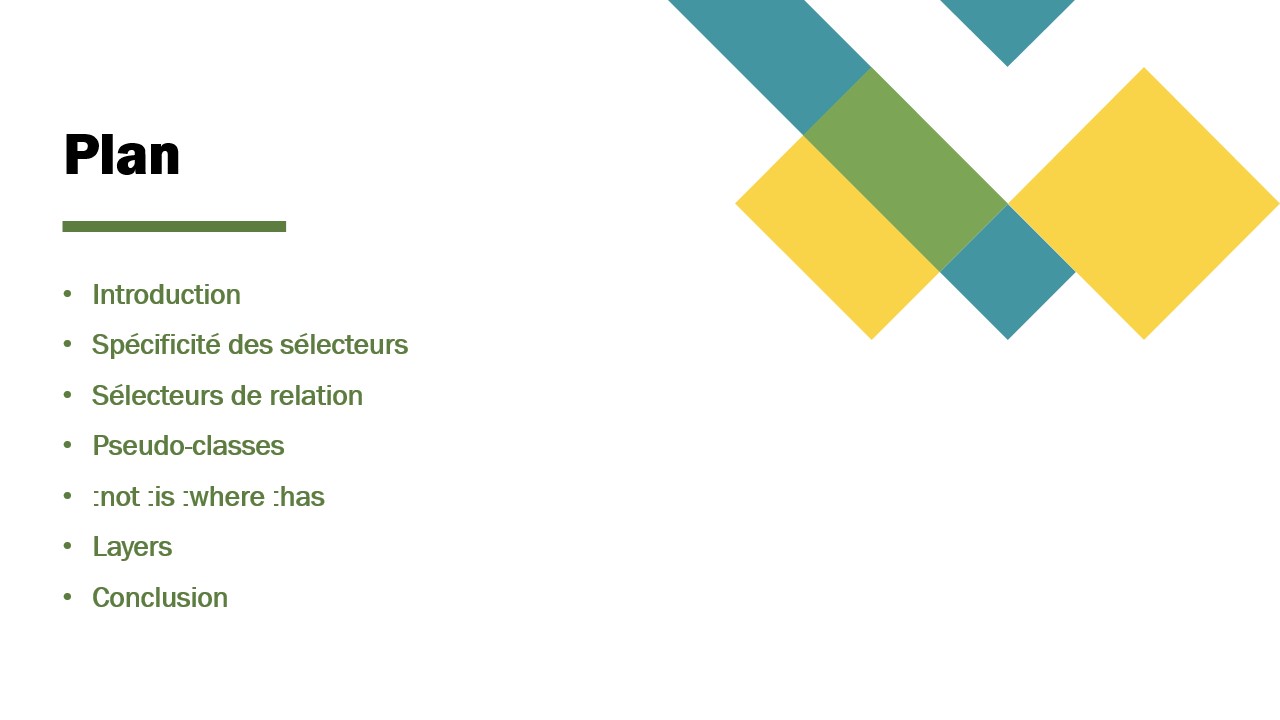 Plan
• Introduction
• Spécificité des sélecteurs
• Sélecteurs de relation
• Pseudo-classes
• :not :is :where :has
• Layers
• Conclusion